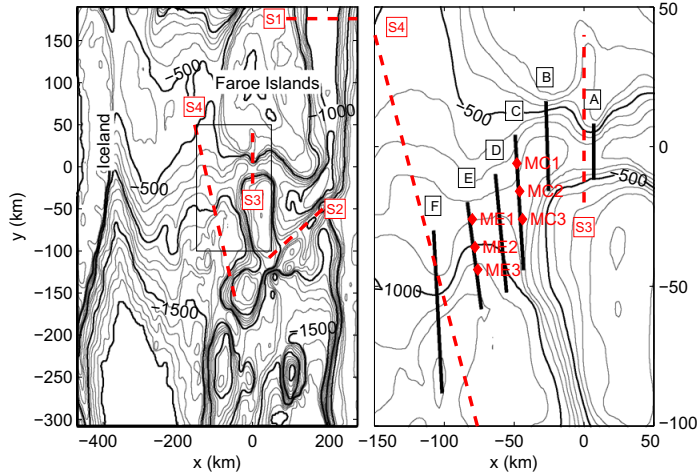 S1
150
−500
Faroe Islands
100
−1000
S4
50
Iceland
0
−500
S3
−50
S2
−100
−150
−1500
−200
−1500
−250
−300
−400
−200
0
200
x (km)
y (km)
S4
50
B
A
−500
C
0
D
MC1
−500
E
MC2
ME1
MC3
F
S3
ME2
ME3
−1000
−50
−100
−150
−100
−50
0
50
x (km)